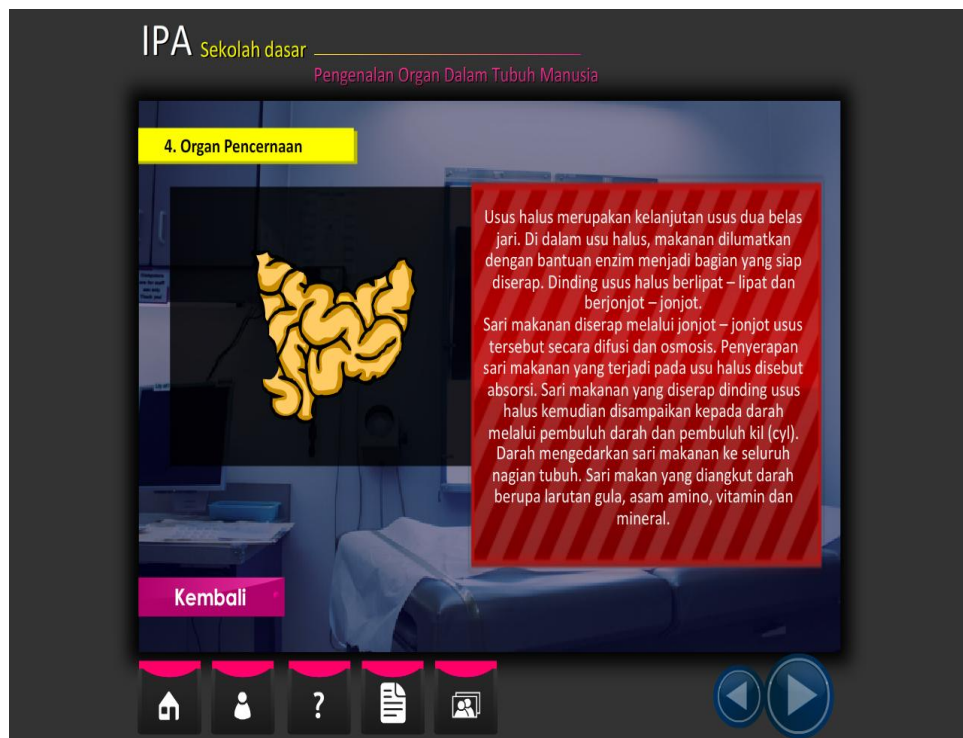 IPA Sekolah dasar
Pengenalan Organ Dalam Tubuh Manusia
4. Organ Pencernaan
Usus halus merupakan kelanjutan usus dua belas
jari. Di dalam usu halus, makanan dilumatkan
dengan bantuan enzim menjadi bagian yang siap
diserap. Dinding usus halus berlipat – lipat dan
berjonjot – jonjot.
Sari makanan diserap melalui jonjot – jonjot usus
tersebut secara difusi dan osmosis. Penyerapan
sari makanan yang terjadi pada usu halus disebut
absorsi. Sari makanan yang diserap dinding usus
halus kemudian disampaikan kepada darah
melalui pembuluh darah dan pembuluh kil (cyl).
Darah mengedarkan sari makanan ke seluruh
nagian tubuh. Sari makan yang diangkut darah
berupa larutan gula, asam amino, vitamin dan
mineral.
Kembali
?